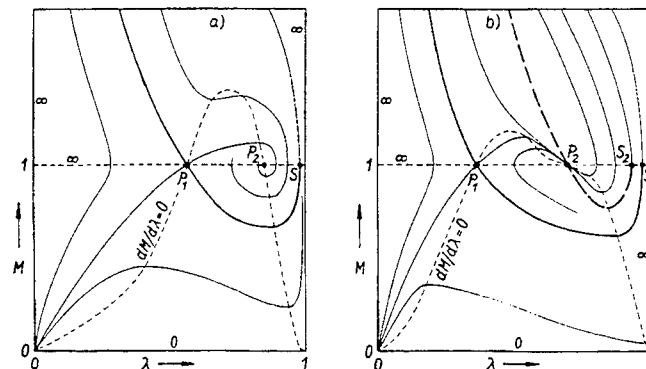 a)
∞
∞
∞
1
P₁
P₂
S
dM/dλ=0
M
0
0
0
λ
1
b)
∞
∞
1
P₁
P₂
S₂
S
dM/dλ=0
M
0
0
0
λ